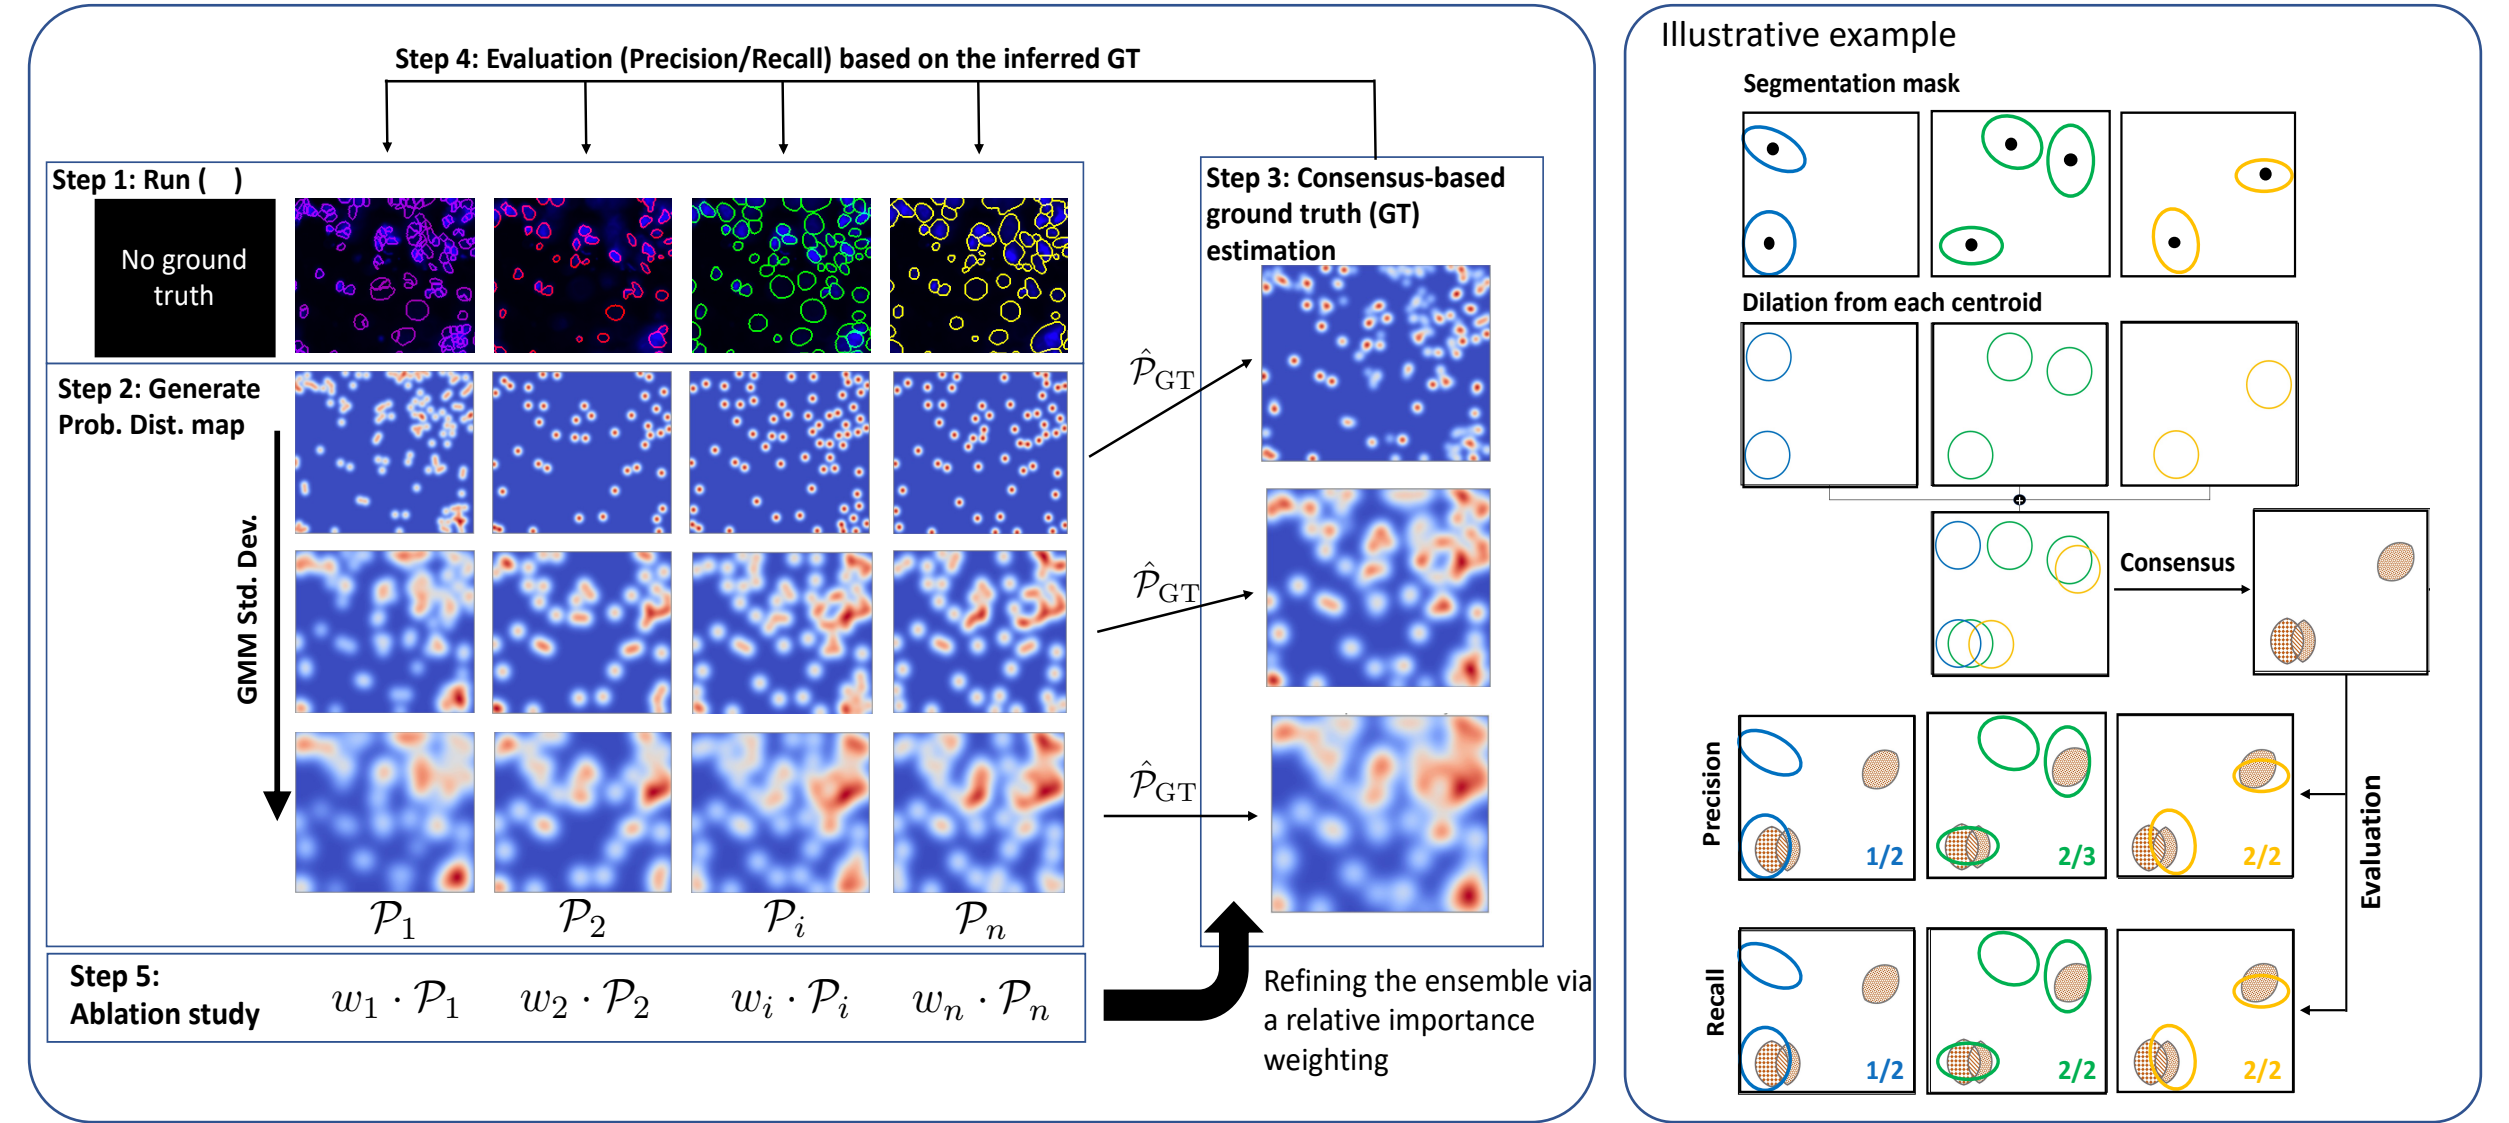 Step 4: Evaluation (Precision/Recall) based on the inferred GT
Step 1: Run (    )
No ground
truth
Step 2: Generate
Prob. Dist. map
GMM Std. Dev.
𝒫₁
𝒫₂
𝒫ᵢ
𝒫ₙ
Step 3: Consensus-based
ground truth (GT)
estimation
𝒫̂_GT
𝒫̂_GT
𝒫̂_GT
Step 5:
Ablation study
w₁ · 𝒫₁
w₂ · 𝒫₂
wᵢ · 𝒫ᵢ
wₙ · 𝒫ₙ
Refining the ensemble via
a relative importance
weighting
Illustrative example
Segmentation mask
Dilation from each centroid
Consensus
Precision
1/2
2/3
2/2
Evaluation
Recall
1/2
2/2
2/2